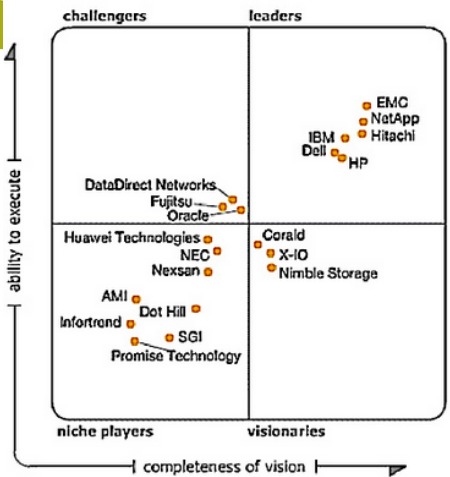 challengers
leaders
EMC
NetApp
IBM
Hitachi
Dell
HP
DataDirect Networks
Fujitsu
Oracle
Huawei Technologies
Coraid
NEC
X-IO
Nexsan
Nimble Storage
AMI
Dot Hill
Infortrend
SGI
Promise Technology
niche players
visionaries
ability to execute
completeness of vision